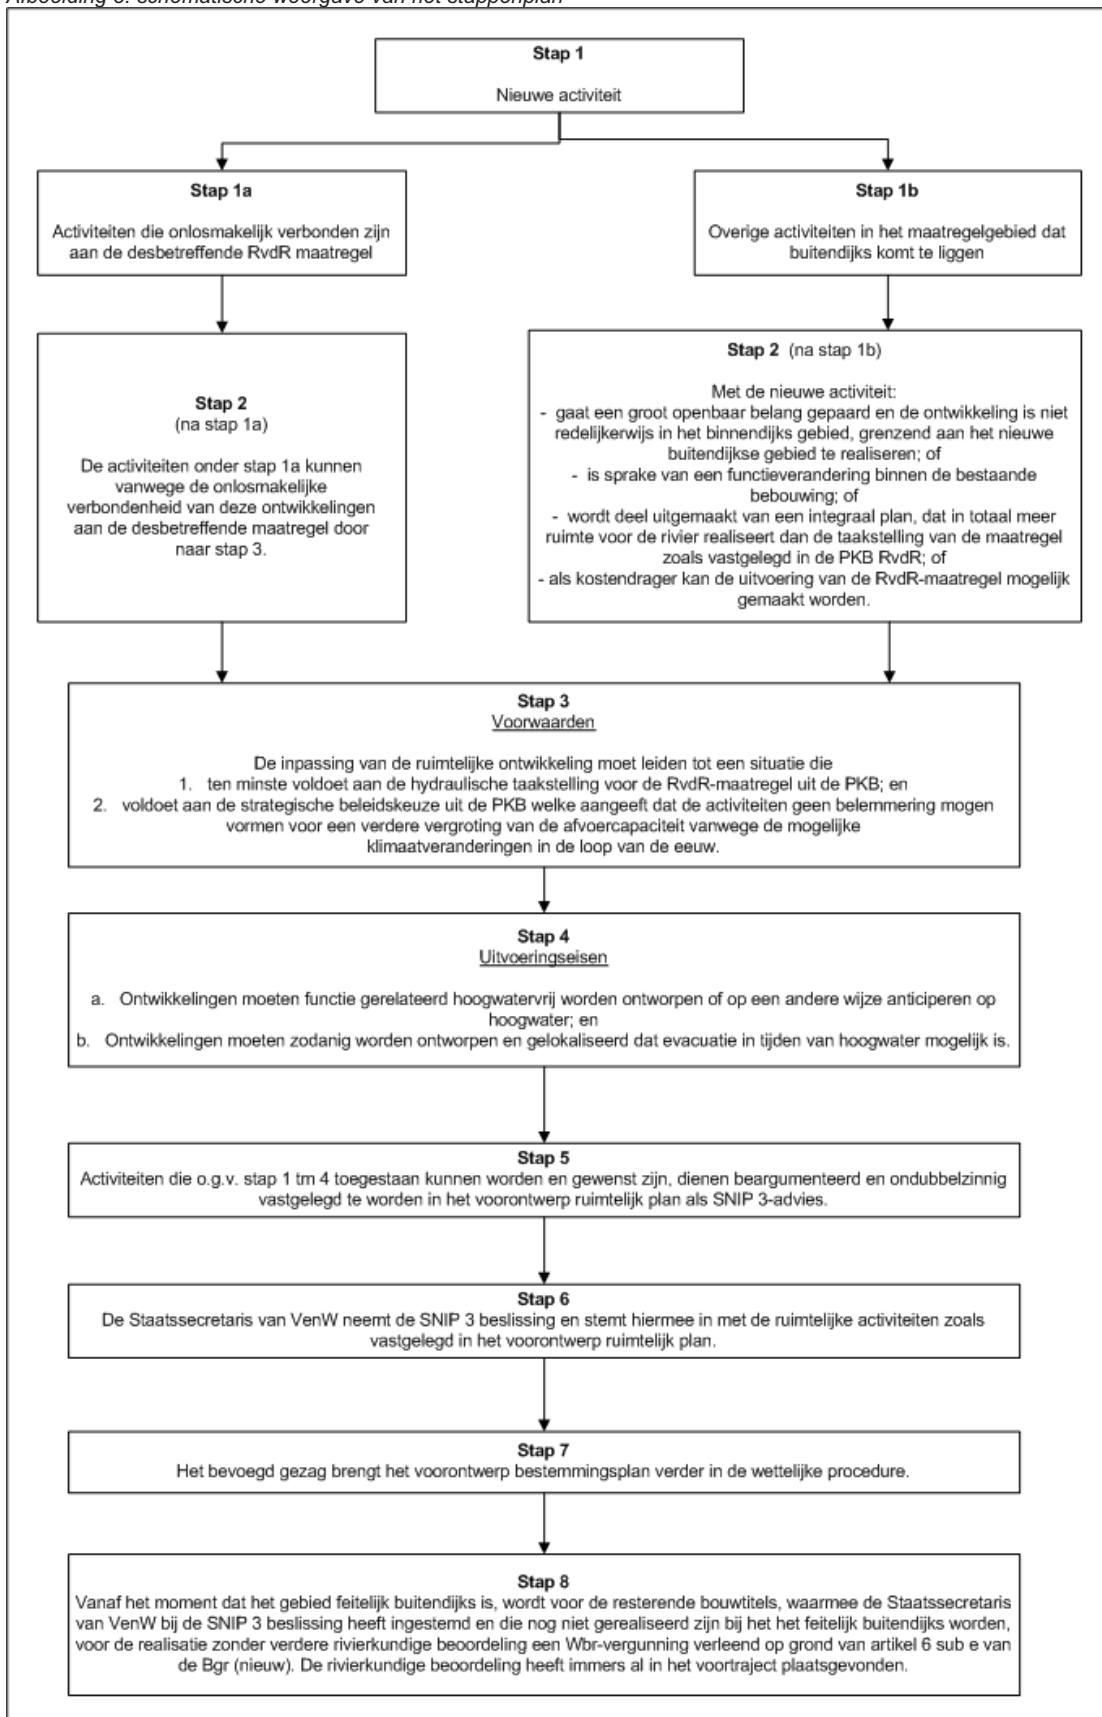 Afbeelding 3: schematische weergave van het stappenplan
Stap 1
Nieuwe activiteit
Stap 1a
Activiteiten die onlosmakelijk verbonden zijn
aan de desbetreffende RvdR maatregel
Stap 1b
Overige activiteiten in het maatregelgebied dat
buitendijks komt te liggen
Stap 2
(na stap 1a)
De activiteiten onder stap 1a kunnen
vanwege de onlosmakelijke
verbondenheid van deze ontwikkelingen
aan de desbetreffende maatregel door
naar stap 3.
Stap 2 (na stap 1b)
Met de nieuwe activiteit:
- gaat een groot openbaar belang gepaard en de ontwikkeling is niet
redelijkerwijs in het binnendijks gebied, grenzend aan het nieuwe
buitendijkse gebied te realiseren; of
- is sprake van een functieverandering binnen de bestaande
bebouwing; of
- wordt deel uitgemaakt van een integraal plan, dat in totaal meer
ruimte voor de rivier realiseert dan de taakstelling van de maatregel
zoals vastgelegd in de PKB RvdR; of
- als kostendrager kan de uitvoering van de RvdR-maatregel mogelijk
gemaakt worden.
Stap 3
Voorwaarden
De inpassing van de ruimtelijke ontwikkeling moet leiden tot een situatie die
1. ten minste voldoet aan de hydraulische taakstelling voor de RvdR-maatregel uit de PKB; en
2. voldoet aan de strategische beleidskeuze uit de PKB welke aangeeft dat de activiteiten geen belemmering mogen
vormen voor een verdere vergroting van de afvoercapaciteit vanwege de mogelijke
klimaatveranderingen in de loop van de eeuw.
Stap 4
Uitvoeringseisen
a. Ontwikkelingen moeten functie gerelateerd hoogwatervrij worden ontworpen of op een andere wijze anticiperen op
hoogwater; en
b. Ontwikkelingen moeten zodanig worden ontworpen en gelokaliseerd dat evacuatie in tijden van hoogwater mogelijk is.
Stap 5
Activiteiten die o.g.v. stap 1 tm 4 toegestaan kunnen worden en gewenst zijn, dienen beargumenteerd en ondubbelzinnig
vastgelegd te worden in het voorontwerp ruimtelijk plan als SNIP 3-advies.
Stap 6
De Staatssecretaris van VenW neemt de SNIP 3 beslissing en stemt hiermee in met de ruimtelijke activiteiten zoals
vastgelegd in het voorontwerp ruimtelijk plan.
Stap 7
Het bevoegd gezag brengt het voorontwerp bestemmingsplan verder in de wettelijke procedure.
Stap 8
Vanaf het moment dat het gebied feitelijk buitendijks is, wordt voor de resterende bouwtitels, waarmee de Staatssecretaris
van VenW bij de SNIP 3 beslissing heeft ingestemd en die nog niet gerealiseerd zijn bij het het feitelijk buitendijks worden,
voor de realisatie zonder verdere rivierkundige beoordeling een Wbr-vergunning verleend op grond van artikel 6 sub e van
de Bgr (nieuw). De rivierkundige beoordeling heeft immers al in het voortraject plaatsgevonden.